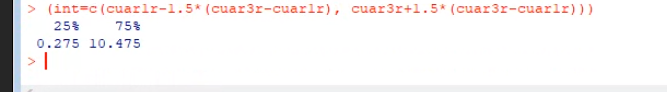 > (int=c(cuar1r-1.5*(cuar3r-cuar1r), cuar3r+1.5*(cuar3r-cuar1r)))
25% 75%
0.275 10.475
>